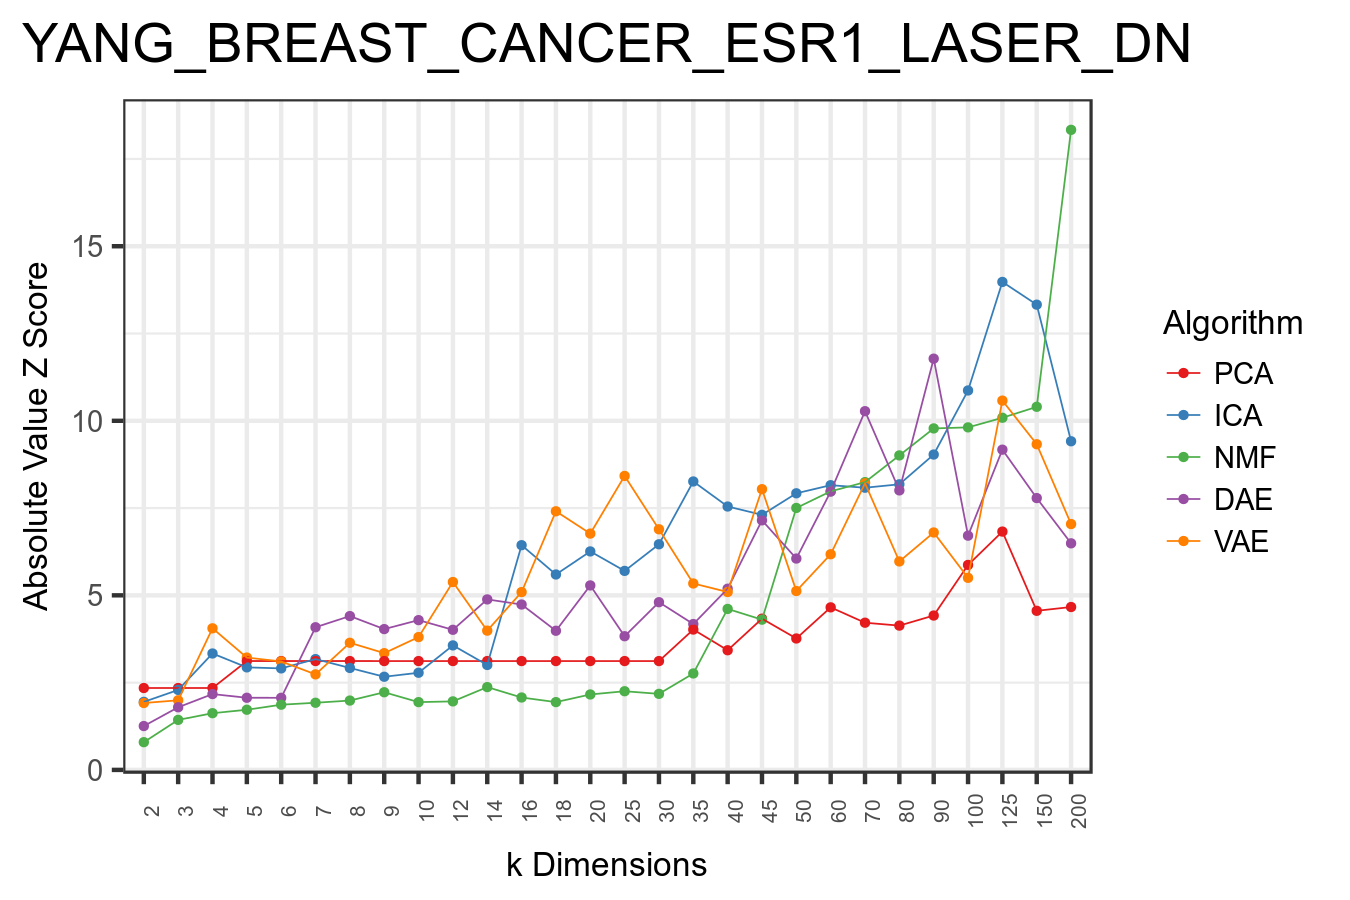 YANG_BREAST_CANCER_ESR1_LASER_DN
Absolute Value Z Score
15
10
5
0
2 3 4 5 6 7 8 9 10 12 14 16 18 20 25 30 35 40 45 50 60 70 80 90 100 125 150 200
k Dimensions
Algorithm
PCA
ICA
NMF
DAE
VAE